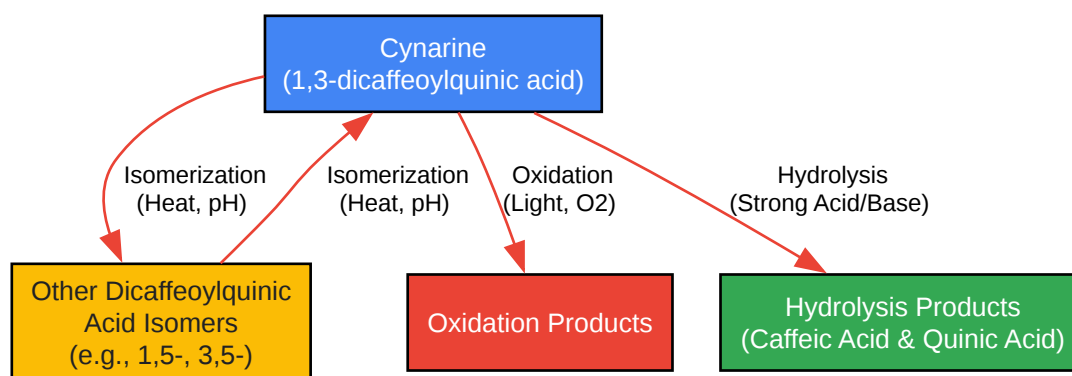 Cynarine
(1,3-dicaffeoylquinic acid)
Isomerization
(Heat, pH)
Isomerization
(Heat, pH)
Oxidation
(Light, O2)
Hydrolysis
(Strong Acid/Base)
Other Dicaffeoylquinic
Acid Isomers
(e.g., 1,5-, 3,5-)
Oxidation Products
Hydrolysis Products
(Caffeic Acid & Quinic Acid)